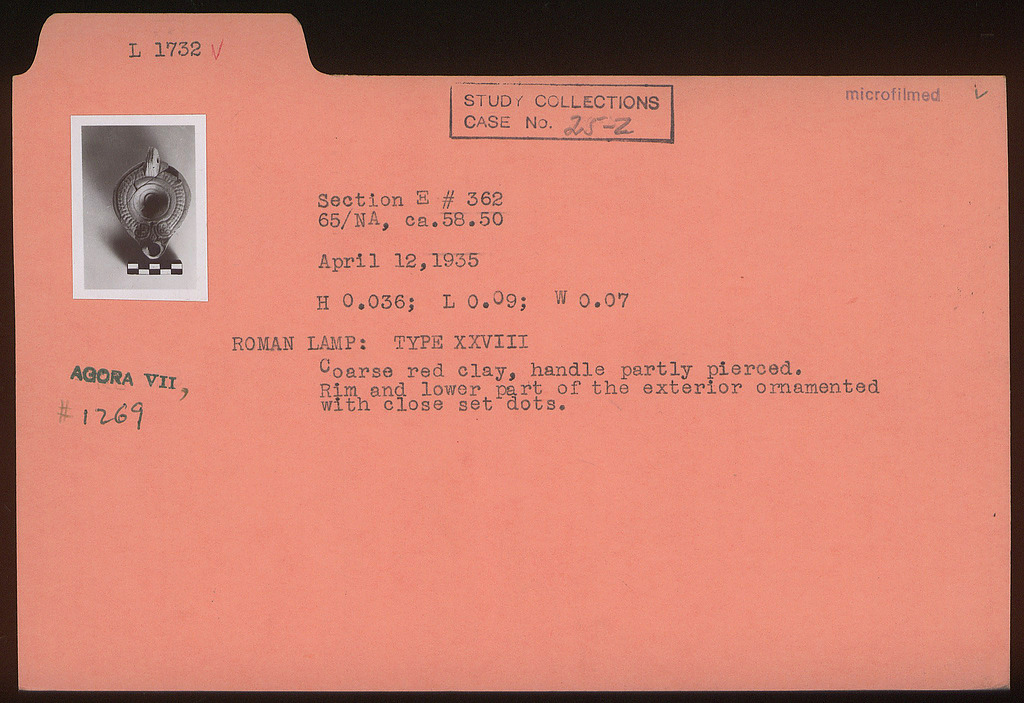 L 1732 V
microfilmed ✓
STUDY COLLECTIONS
CASE No. 25-Z
Section E # 362
65/NA, ca.58.50
April 12,1935
H 0.036; L 0.09; W 0.07
ROMAN LAMP: TYPE XXVIII
Coarse red clay, handle partly pierced.
Rim and lower part of the exterior ornamented
with close set dots.
AGORA VII,
# 1269